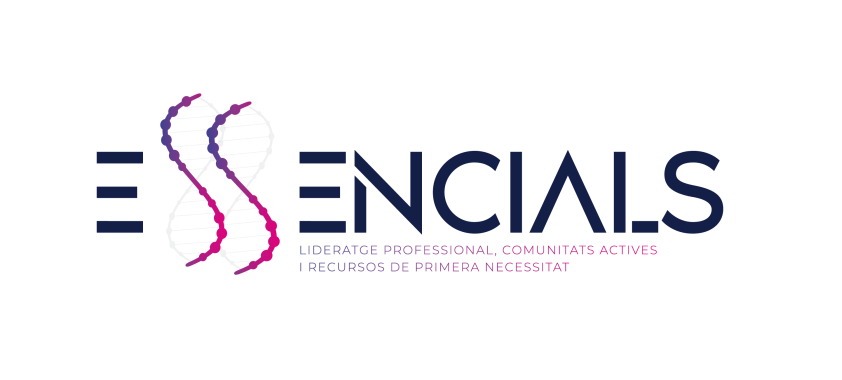 ESSENCIALS
LIDERATGE PROFESSIONAL, COMUNITATS ACTIVES
I RECURSOS DE PRIMERA NECESSITAT